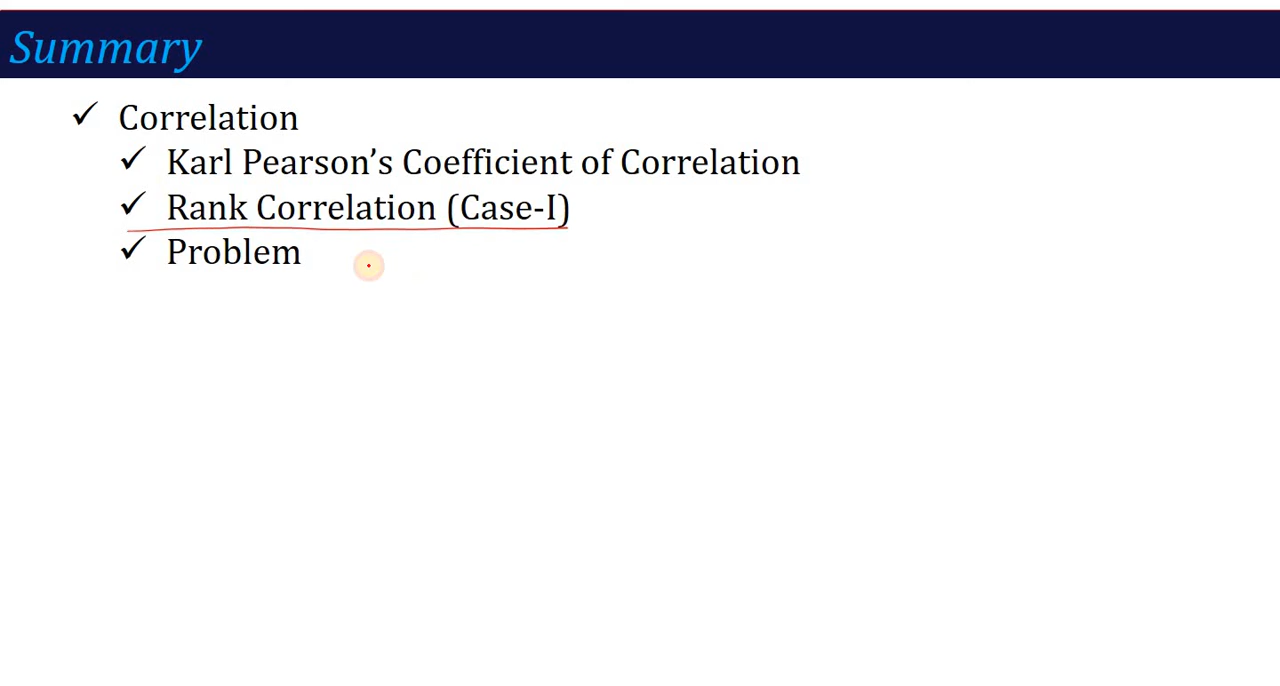 Summary
✓ Correlation
✓ Karl Pearson’s Coefficient of Correlation
✓ Rank Correlation (Case-I)
✓ Problem